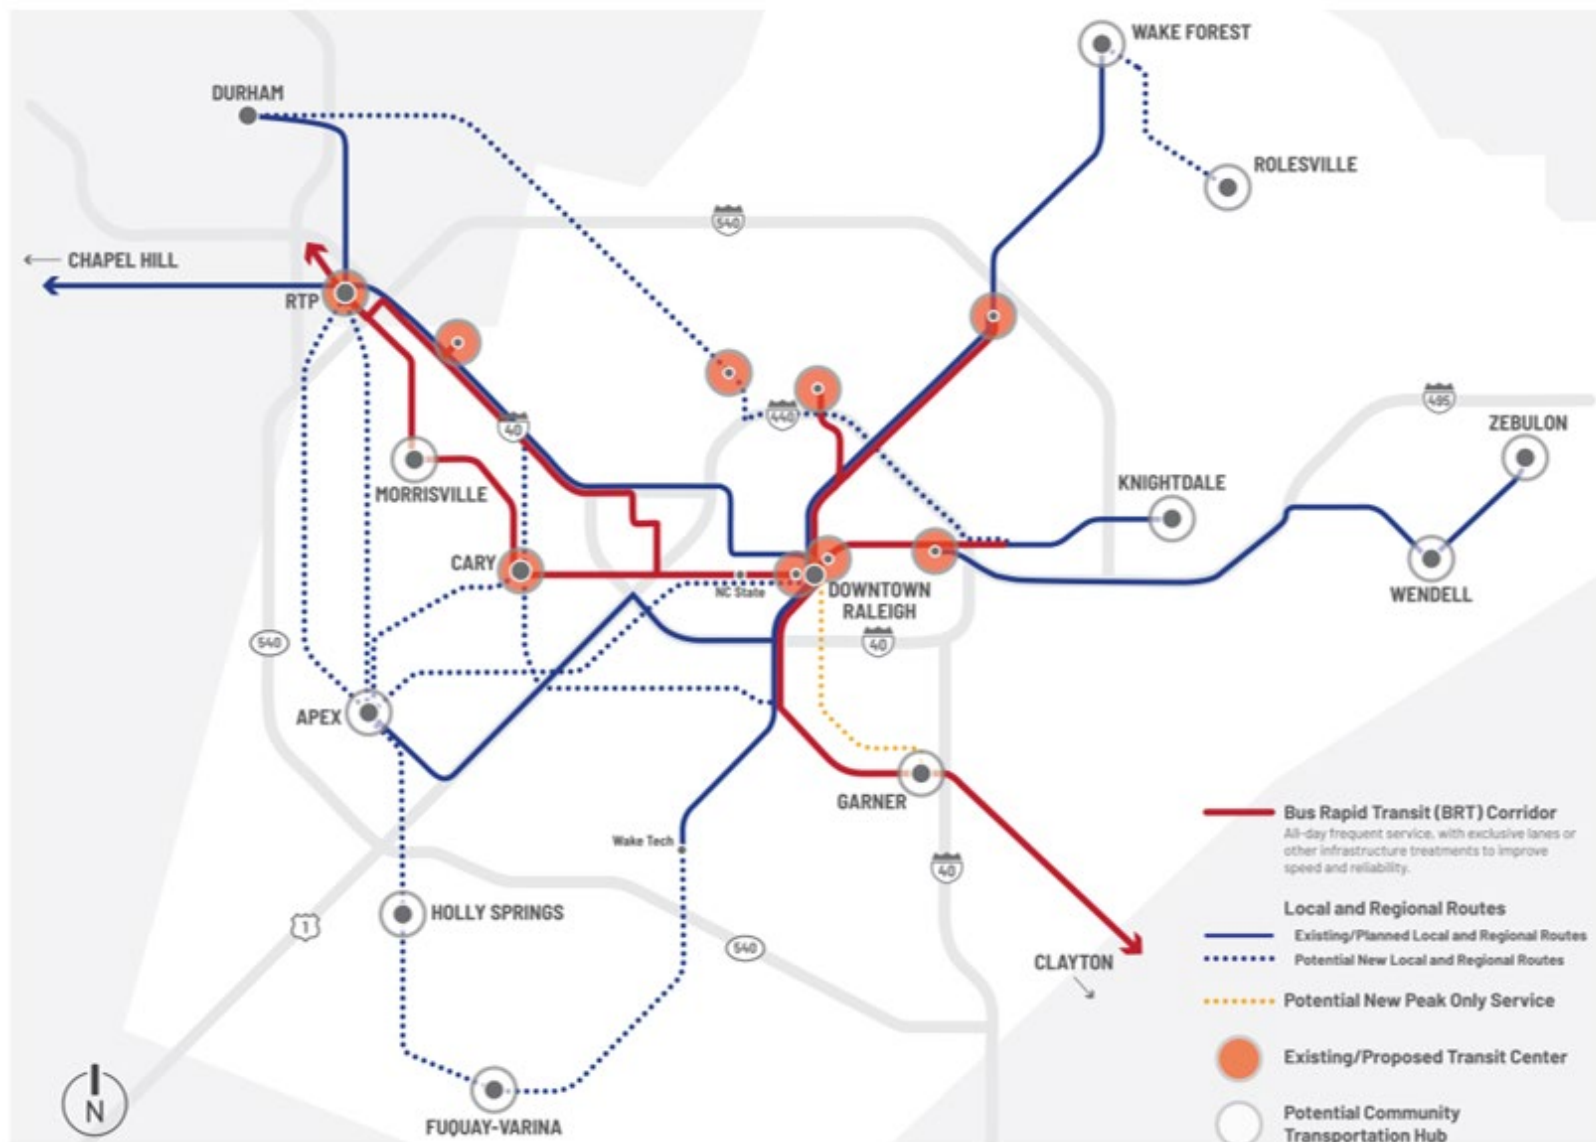 WAKE FOREST
DURHAM
ROLESVILLE
540
CHAPEL HILL
RTP
495
440
40
ZEBULON
KNIGHTDALE
MORRISVILLE
CARY
NC State
DOWNTOWN
RALEIGH
WENDELL
540
40
APEX
GARNER
Wake Tech
40
HOLLY SPRINGS
1
540
CLAYTON
FUQUAY-VARINA
N
Bus Rapid Transit (BRT) Corridor
All-day frequent service, with exclusive lanes or
other infrastructure treatments to improve
speed and reliability.
Local and Regional Routes
Existing/Planned Local and Regional Routes
Potential New Local and Regional Routes
Potential New Peak Only Service
Existing/Proposed Transit Center
Potential Community
Transportation Hub